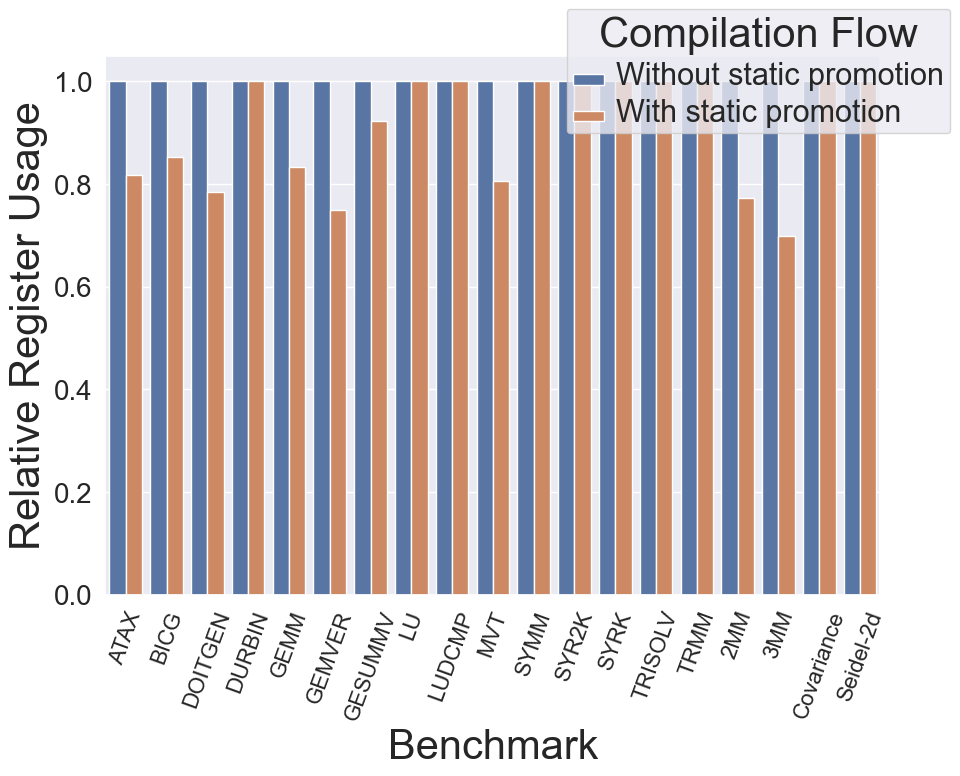 Compilation Flow
Without static promotion
With static promotion
Relative Register Usage
1.0
0.8
0.6
0.4
0.2
0.0
ATAX
BICG
DOITGEN
DURBIN
GEMM
GEMVER
GESUMMV
LU
LUDCMP
MVT
SYMM
SYR2K
SYRK
TRISOLV
TRMM
2MM
3MM
Covariance
Seidel-2d
Benchmark